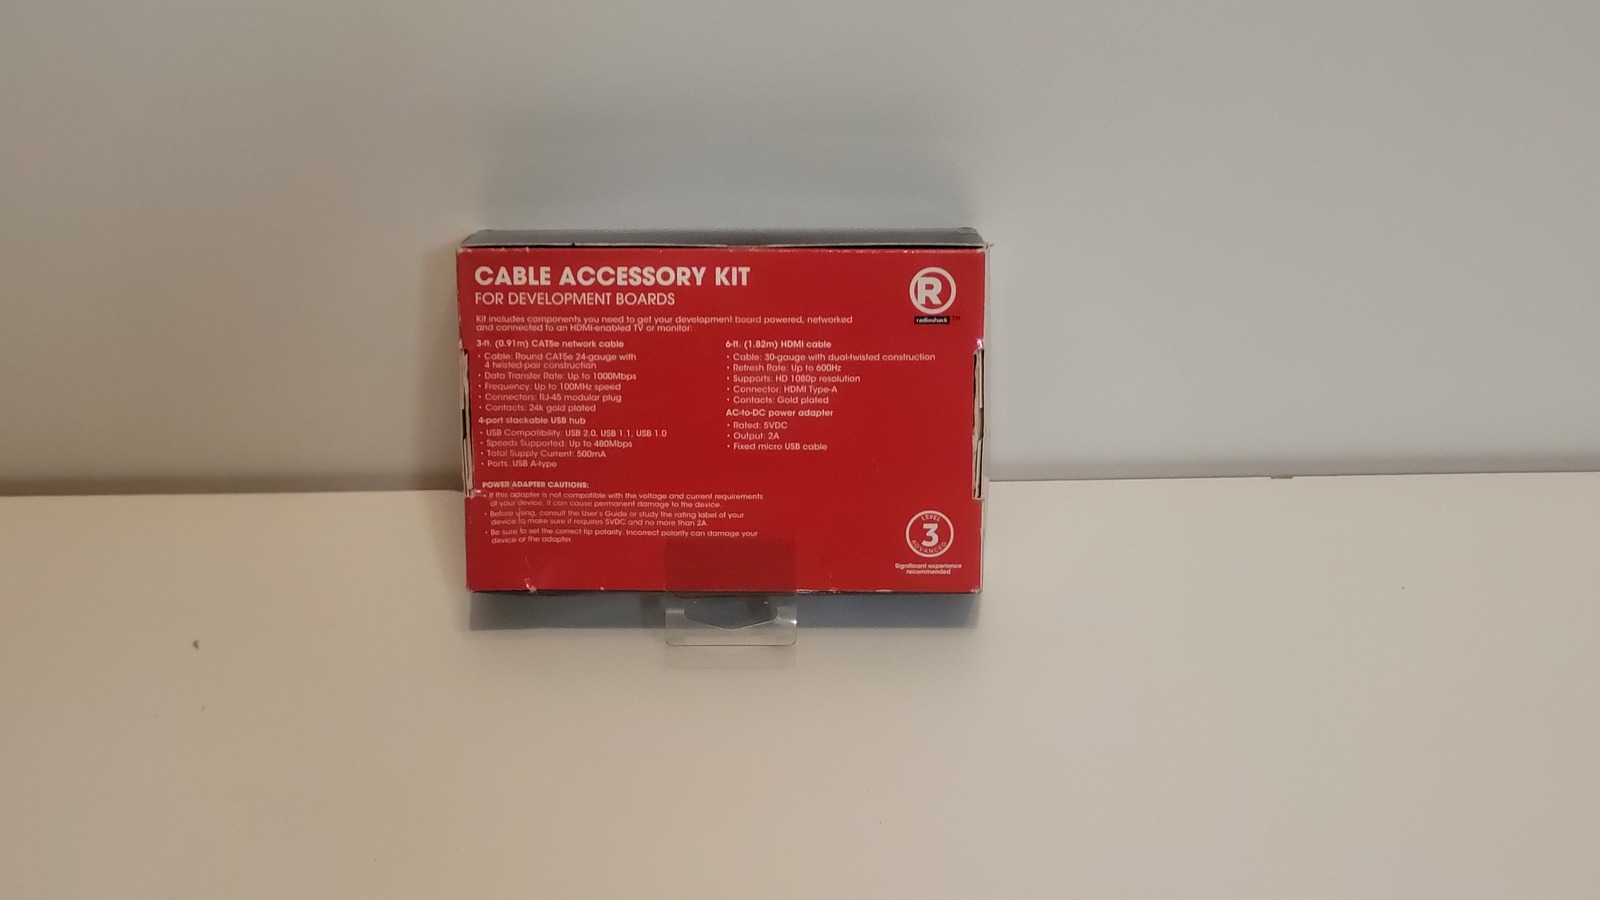 CABLE ACCESSORY KIT
FOR DEVELOPMENT BOARDS
Kit includes components you need to get your development board powered, networked
and connected to an HDMI-enabled TV or monitor:
3-ft. (0.91m) CAT5e network cable
• Cable: Round CAT5e 24-gauge with
4 twisted-pair construction
• Data Transfer Rate: Up to 1000Mbps
• Frequency: Up to 100MHz speed
• Connectors: RJ-45 modular plug
• Contacts: 24k gold plated
4-port stackable USB hub
• USB Compatibility: USB 2.0, USB 1.1, USB 1.0
• Speeds Supported: Up to 480Mbps
• Total Supply Current: 500mA
• Ports: USB A-type
6-ft. (1.82m) HDMI cable
• Cable: 30-gauge with dual-twisted construction
• Refresh Rate: Up to 600Hz
• Supports: HD 1080p resolution
• Connector: HDMI Type-A
• Contacts: Gold plated
AC-to-DC power adapter
• Rated: 5VDC
• Output: 2A
• Fixed micro USB cable
POWER ADAPTER CAUTIONS:
• If this adapter is not compatible with the voltage and current requirements
of your device, it can cause permanent damage to the device.
• Before using, consult the User's Guide or study the rating label of your
device to make sure it requires 5VDC and no more than 2A.
• Be sure to set the correct tip polarity. Incorrect polarity can damage your
device or the adapter.
R
radioshack TM
LEVEL
3
ADVANCED
Significant experience
recommended